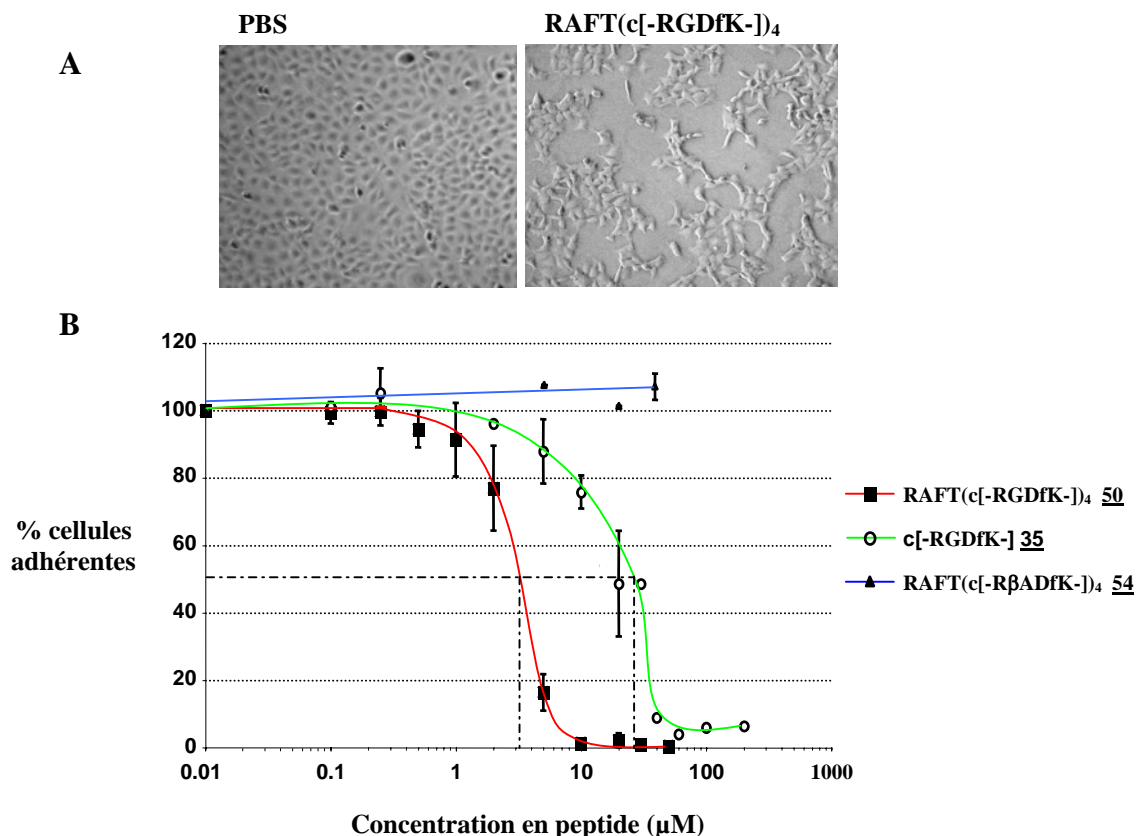 PBS
RAFT(c[-RGDfK-])4
A
B
120
100
80
60
40
20
0
% cellules
adhérentes
0.01 0.1 1 10 100 1000
Concentration en peptide (µM)
RAFT(c[-RGDfK-])4 50
c[-RGDfK-] 35
RAFT(c[-RβADfK-])4 54